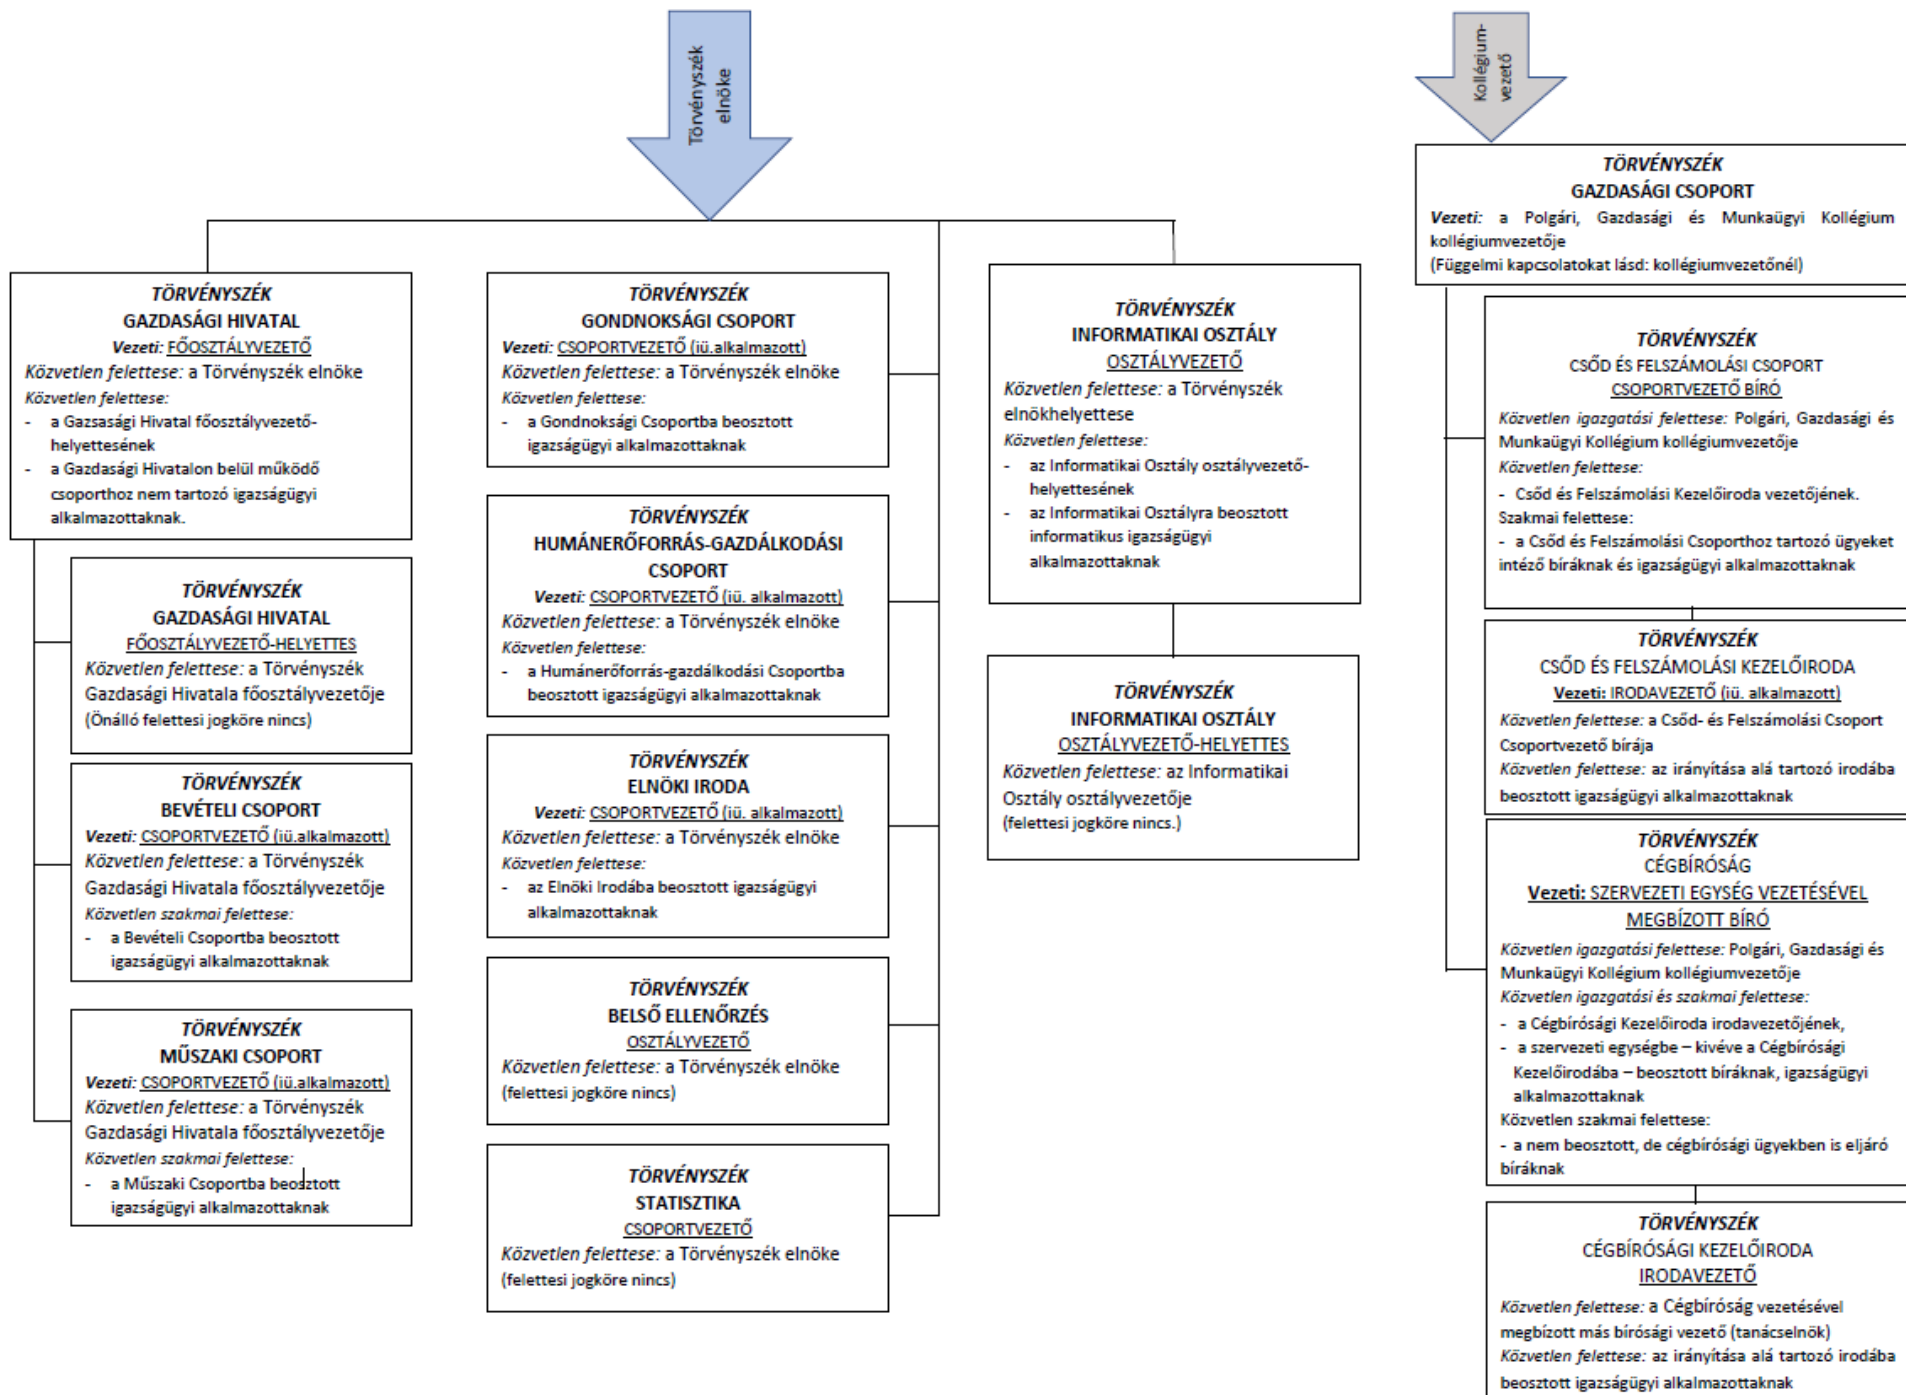 Törvényszék
elnöke
Kollégium-
vezető
TÖRVÉNYSZÉK
GAZDASÁGI HIVATAL
Vezeti: FŐOSZTÁLYVEZETŐ
Közvetlen felettese: a Törvényszék elnöke
Közvetlen felettese:
- a Gazsasági Hivatal főosztályvezető-
helyettesének
- a Gazdasági Hivatalon belül működő
csoporthoz nem tartozó igazságügyi
alkalmazottaknak.
TÖRVÉNYSZÉK
GAZDASÁGI HIVATAL
FŐOSZTÁLYVEZETŐ-HELYETTES
Közvetlen felettese: a Törvényszék
Gazdasági Hivatala főosztályvezetője
(Önálló felettesi jogköre nincs)
TÖRVÉNYSZÉK
BEVÉTELI CSOPORT
Vezeti: CSOPORTVEZETŐ (iü.alkalmazott)
Közvetlen felettese: a Törvényszék
Gazdasági Hivatala főosztályvezetője
Közvetlen szakmai felettese:
- a Bevételi Csoportba beosztott
igazságügyi alkalmazottaknak
TÖRVÉNYSZÉK
MŰSZAKI CSOPORT
Vezeti: CSOPORTVEZETŐ (iü.alkalmazott)
Közvetlen felettese: a Törvényszék
Gazdasági Hivatala főosztályvezetője
Közvetlen szakmai felettese:
- a Műszaki Csoportba beosztott
igazságügyi alkalmazottaknak
TÖRVÉNYSZÉK
GONDNOKSÁGI CSOPORT
Vezeti: CSOPORTVEZETŐ (iü.alkalmazott)
Közvetlen felettese: a Törvényszék elnöke
Közvetlen felettese:
- a Gondnoksági Csoportba beosztott
igazságügyi alkalmazottaknak
TÖRVÉNYSZÉK
HUMÁNERŐFORRÁS-GAZDÁLKODÁSI
CSOPORT
Vezeti: CSOPORTVEZETŐ (iü. alkalmazott)
Közvetlen felettese: a Törvényszék elnöke
Közvetlen felettese:
- a Humánerőforrás-gazdálkodási Csoportba
beosztott igazságügyi alkalmazottaknak
TÖRVÉNYSZÉK
ELNÖKI IRODA
Vezeti: CSOPORTVEZETŐ (iü. alkalmazott)
Közvetlen felettese: a Törvényszék elnöke
Közvetlen felettese:
- az Elnöki Irodába beosztott igazságügyi
alkalmazottaknak
TÖRVÉNYSZÉK
BELSŐ ELLENŐRZÉS
OSZTÁLYVEZETŐ
Közvetlen felettese: a Törvényszék elnöke
(felettesi jogköre nincs)
TÖRVÉNYSZÉK
STATISZTIKA
CSOPORTVEZETŐ
Közvetlen felettese: a Törvényszék elnöke
(felettesi jogköre nincs)
TÖRVÉNYSZÉK
INFORMATIKAI OSZTÁLY
OSZTÁLYVEZETŐ
Közvetlen felettese: a Törvényszék
elnökhelyettese
Közvetlen felettese:
- az Informatikai Osztály osztályvezető-
helyettesének
- az Informatikai Osztályra beosztott
informatikus igazságügyi
alkalmazottaknak
TÖRVÉNYSZÉK
INFORMATIKAI OSZTÁLY
OSZTÁLYVEZETŐ-HELYETTES
Közvetlen felettese: az Informatikai
Osztály osztályvezetője
(felettesi jogköre nincs.)
TÖRVÉNYSZÉK
GAZDASÁGI CSOPORT
Vezeti: a Polgári, Gazdasági és Munkaügyi Kollégium
kollégiumvezetője
(Függelmi kapcsolatokat lásd: kollégiumvezetőnél)
TÖRVÉNYSZÉK
CSŐD ÉS FELSZÁMOLÁSI CSOPORT
CSOPORTVEZETŐ BÍRÓ
Közvetlen igazgatási felettese: Polgári, Gazdasági és
Munkaügyi Kollégium kollégiumvezetője
Közvetlen felettese:
- Csőd és Felszámolási Kezelőiroda vezetőjének.
Szakmai felettese:
- a Csőd és Felszámolási Csoporthoz tartozó ügyeket
intéző bíráknak és igazságügyi alkalmazottaknak
TÖRVÉNYSZÉK
CSŐD ÉS FELSZÁMOLÁSI KEZELŐIRODA
Vezeti: IRODAVEZETŐ (iü. alkalmazott)
Közvetlen felettese: a Csőd- és Felszámolási Csoport
Csoportvezető bírája
Közvetlen felettese: az irányítása alá tartozó irodába
beosztott igazságügyi alkalmazottaknak
TÖRVÉNYSZÉK
CÉGBÍRÓSÁG
Vezeti: SZERVEZETI EGYSÉG VEZETÉSÉVEL
MEGBÍZOTT BÍRÓ
Közvetlen igazgatási felettese: Polgári, Gazdasági és
Munkaügyi Kollégium kollégiumvezetője
Közvetlen igazgatási és szakmai felettese:
- a Cégbírósági Kezelőiroda irodavezetőjének,
- a szervezeti egységbe – kivéve a Cégbírósági
Kezelőirodába – beosztott bíráknak, igazságügyi
alkalmazottaknak
Közvetlen szakmai felettese:
- a nem beosztott, de cégbírósági ügyekben is eljáró
bíráknak
TÖRVÉNYSZÉK
CÉGBÍRÓSÁGI KEZELŐIRODA
IRODAVEZETŐ
Közvetlen felettese: a Cégbíróság vezetésével
megbízott más bírósági vezető (tanácselnök)
Közvetlen felettese: az irányítása alá tartozó irodába
beosztott igazságügyi alkalmazottaknak